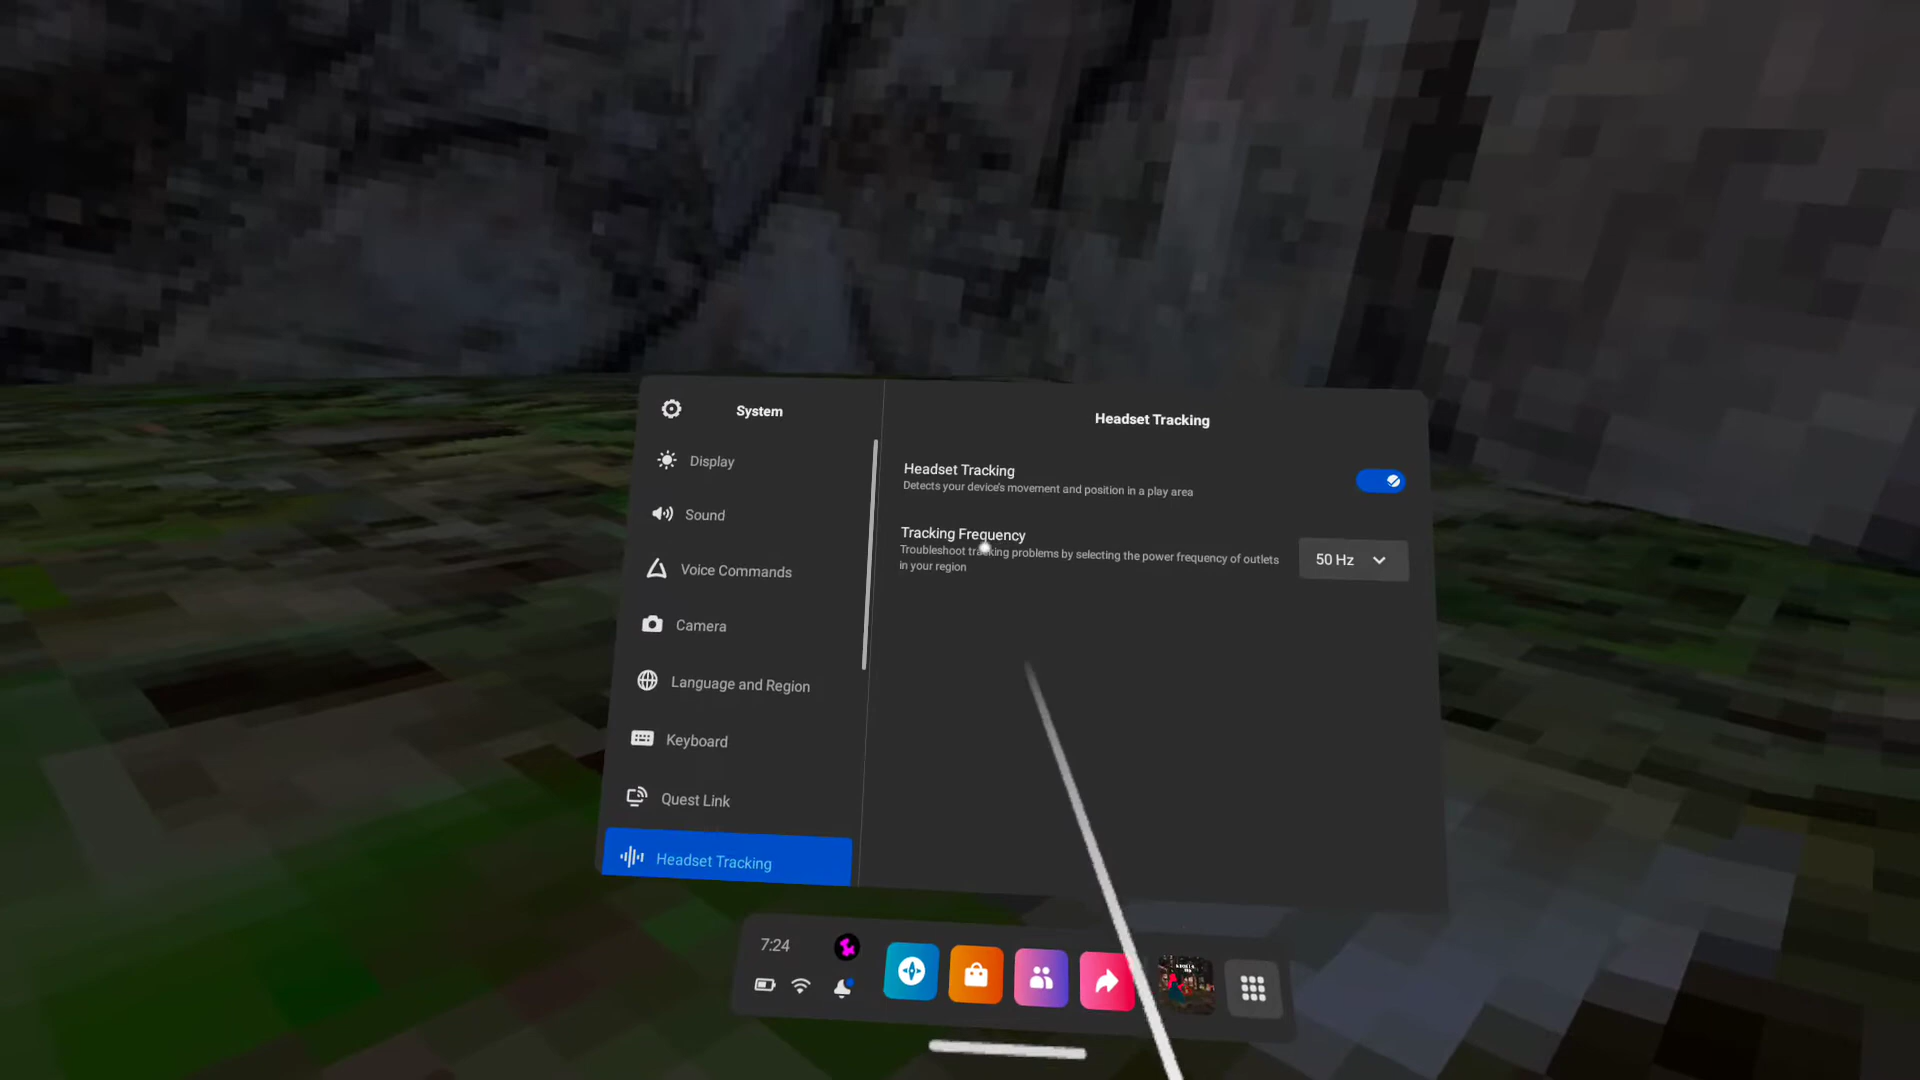 System
Display
Sound
Voice Commands
Camera
Language and Region
Keyboard
Quest Link
Headset Tracking
Headset Tracking
Headset Tracking
Detects your device's movement and position in a play area
Tracking Frequency
Troubleshoot tracking problems by selecting the power frequency of outlets
in your region
50 Hz
7:24